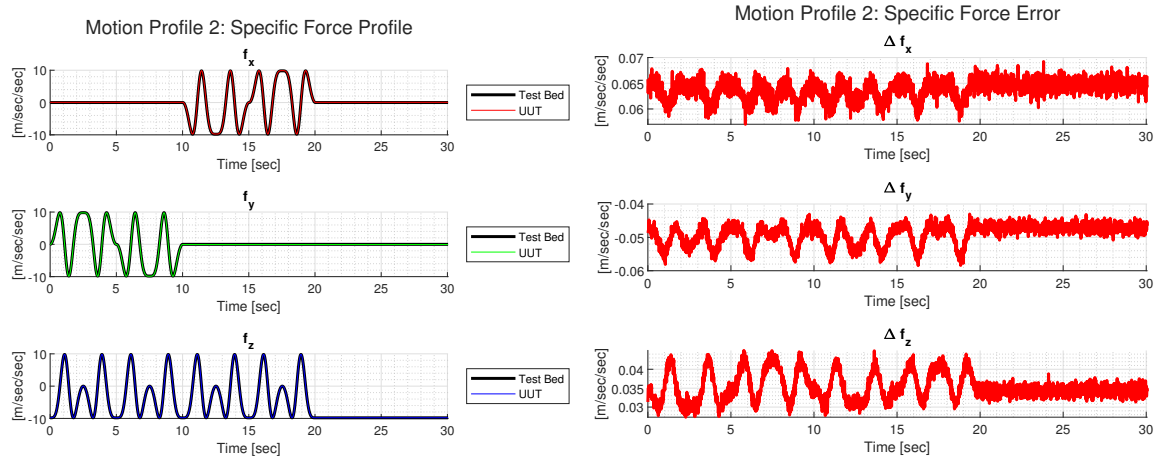 Motion Profile 2: Specific Force Profile
f_x
10
0
-10
[m/sec/sec]
0 5 10 15 20 25 30
Time [sec]
Test Bed
UUT
f_y
10
0
-10
[m/sec/sec]
0 5 10 15 20 25 30
Time [sec]
Test Bed
UUT
f_z
10
0
-10
[m/sec/sec]
0 5 10 15 20 25 30
Time [sec]
Test Bed
UUT
Motion Profile 2: Specific Force Error
Δ f_x
0.07
0.065
0.06
[m/sec/sec]
0 5 10 15 20 25 30
Time [sec]
Δ f_y
-0.04
-0.05
-0.06
[m/sec/sec]
0 5 10 15 20 25 30
Time [sec]
Δ f_z
0.04
0.035
0.03
[m/sec/sec]
0 5 10 15 20 25 30
Time [sec]